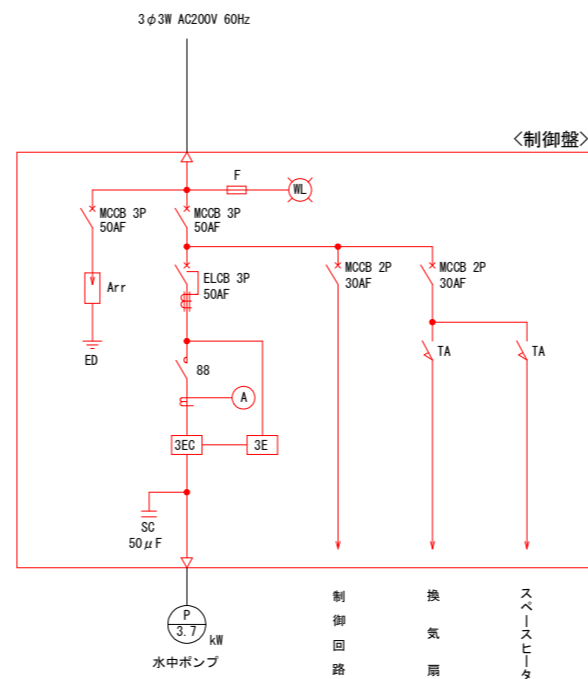 3φ3W AC200V 60Hz
<制御盤>
F
WL
MCCB 3P
50AF
MCCB 3P
50AF
Arr
ED
ELCB 3P
50AF
MCCB 2P
30AF
MCCB 2P
30AF
TA
TA
88
A
3EC
3E
SC
50μF
P
3.7
kW
水中ポンプ
制御回路
換気扇
スペースヒータ